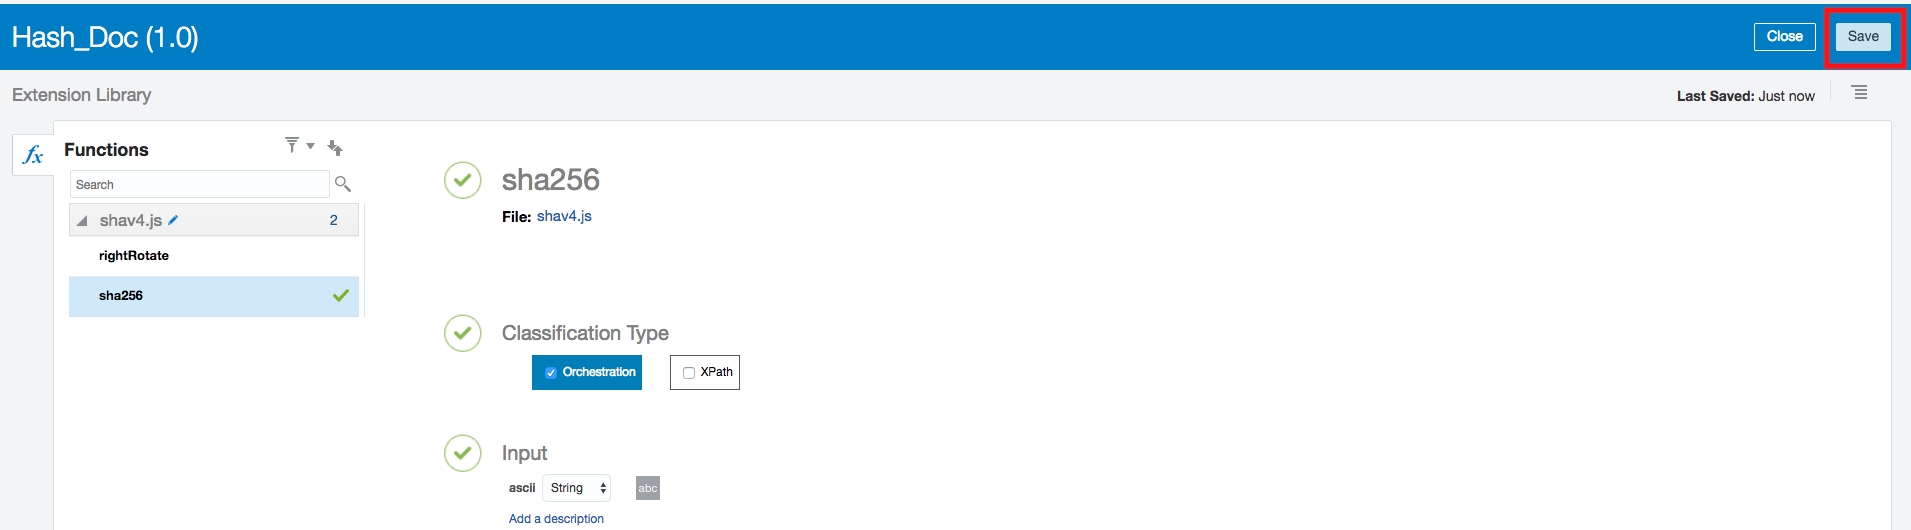 Hash_Doc (1.0)
Close
Save
Extension Library
Last Saved: Just now
fx
Functions
Search
shav4.js
2
rightRotate
sha256
sha256
File: shav4.js
Classification Type
Orchestration
XPath
Input
ascii
String
abc
Add a description